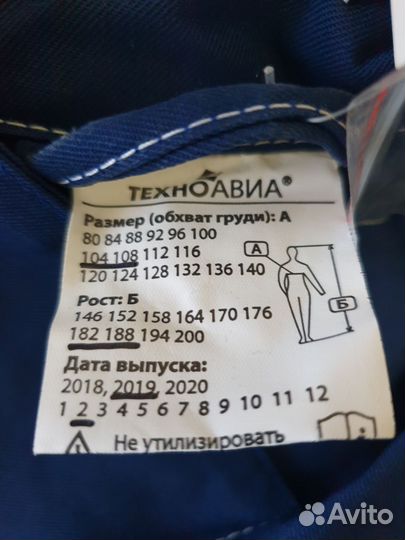 ТЕХНОАВИА®
Размер (обхват груди): А
80 84 88 92 96 100
104 108 112 116
120 124 128 132 136 140
А
Рост: Б
146 152 158 164 170 176
182 188 194 200
Б
Дата выпуска:
2018, 2019, 2020
1 2 3 4 5 6 7 8 9 10 11 12
Не утилизировать
Avito